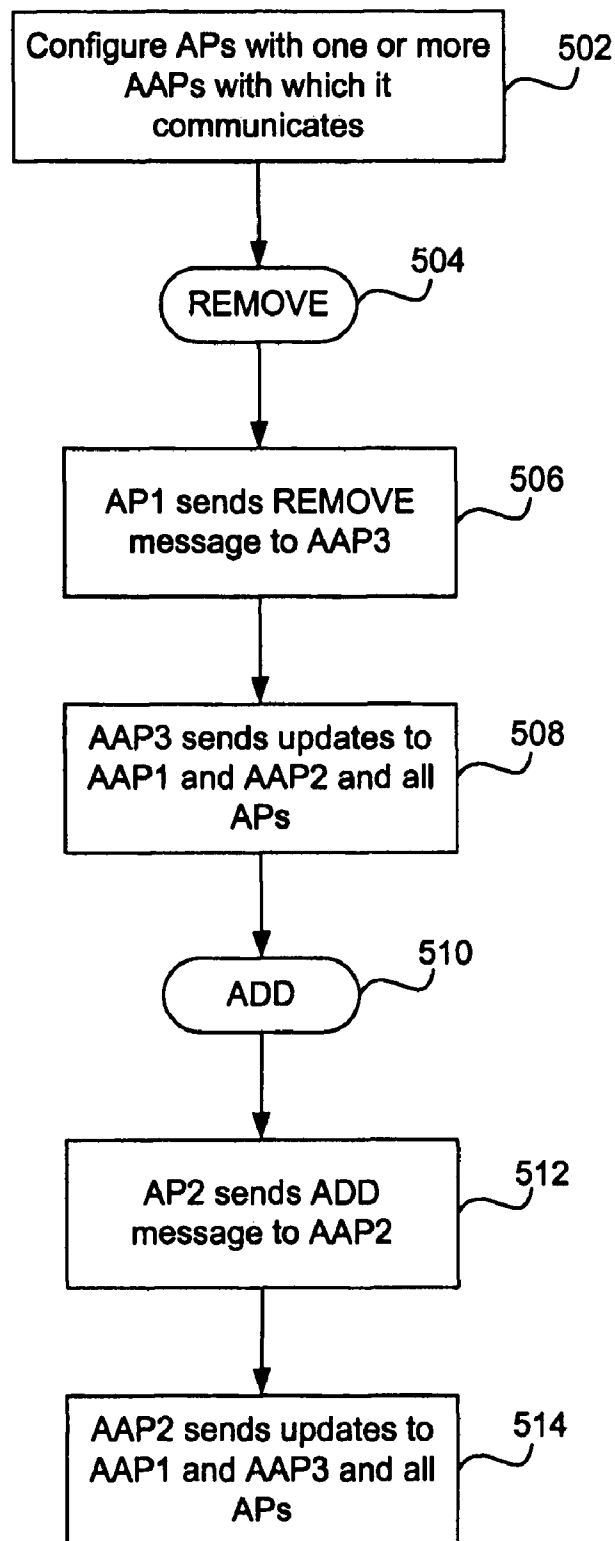 Configure APs with one or more
AAPs with which it
communicates
502
504
REMOVE
506
AP1 sends REMOVE
message to AAP3
508
AAP3 sends updates to
AAP1 and AAP2 and all
APs
510
ADD
512
AP2 sends ADD
message to AAP2
514
AAP2 sends updates to
AAP1 and AAP3 and all
APs